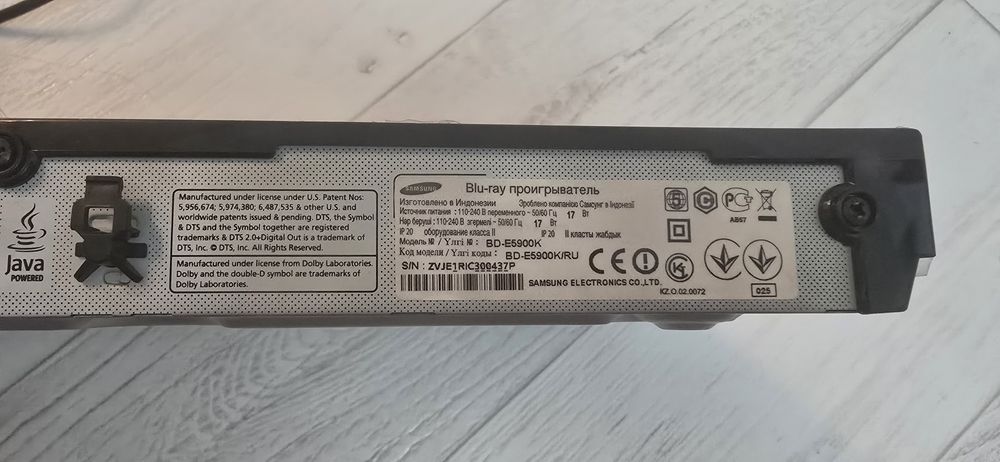 Java
POWERED
Manufactured under license under U.S. Patent Nos:
5,956,674; 5,974,380; 6,487,535 & other U.S. and
worldwide patents issued & pending. DTS, the Symbol
& DTS and the Symbol together are registered
trademarks & DTS 2.0+Digital Out is a trademark of
DTS, Inc. © DTS, Inc. All Rights Reserved.
Manufactured under license from Dolby Laboratories.
Dolby and the double-D symbol are trademarks of
Dolby Laboratories.
SAMSUNG
Blu-ray проигрыватель
Изготовлено в Индонезии Зроблено компанією Самсунг в Індонезії
Источник питания : 110-240 В переменного ~ 50/60 Гц 17 Вт
Нәр беруші : 110-240 В згермелі ~ 50/60 Гц 17 Вт
IP 20 оборудование класса II IP 20 II класты жабдык
Модель № / Үлгі № : BD-E5900K
Код модели / Үлгі коды : BD-E5900K/RU
S/N : ZVJE1RIC300437P
SAMSUNG ELECTRONICS CO.,LTD.
АВ57
CE
KZ.O.02.0072
025